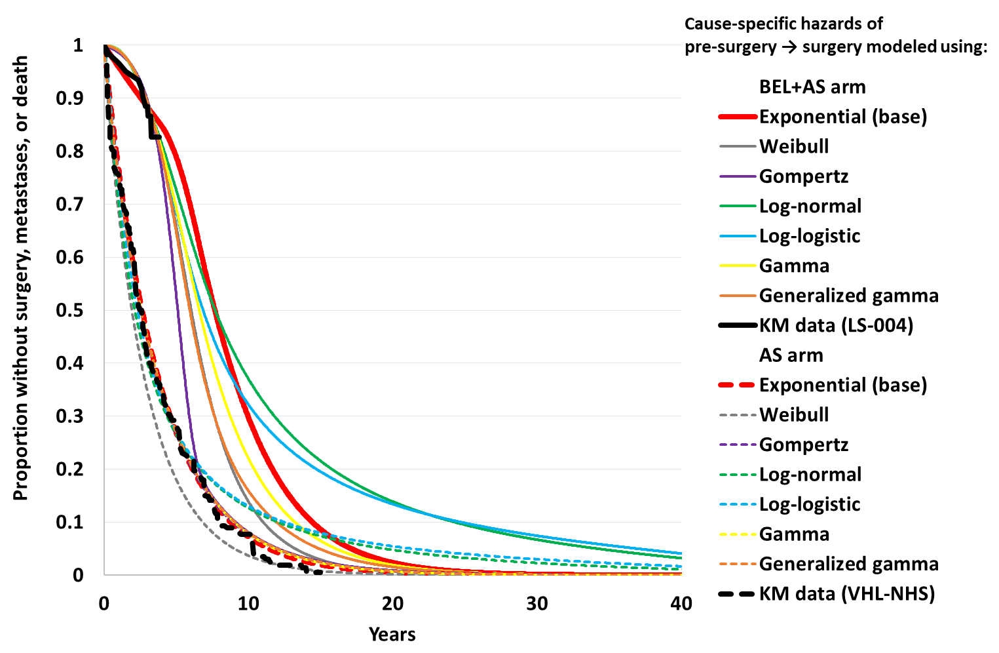 Cause-specific hazards of
pre-surgery → surgery modeled using:
Proportion without surgery, metastases, or death
1
0.9
0.8
0.7
0.6
0.5
0.4
0.3
0.2
0.1
0
0
10
20
30
40
Years
BEL+AS arm
Exponential (base)
Weibull
Gompertz
Log-normal
Log-logistic
Gamma
Generalized gamma
KM data (LS-004)
AS arm
Exponential (base)
Weibull
Gompertz
Log-normal
Log-logistic
Gamma
Generalized gamma
KM data (VHL-NHS)